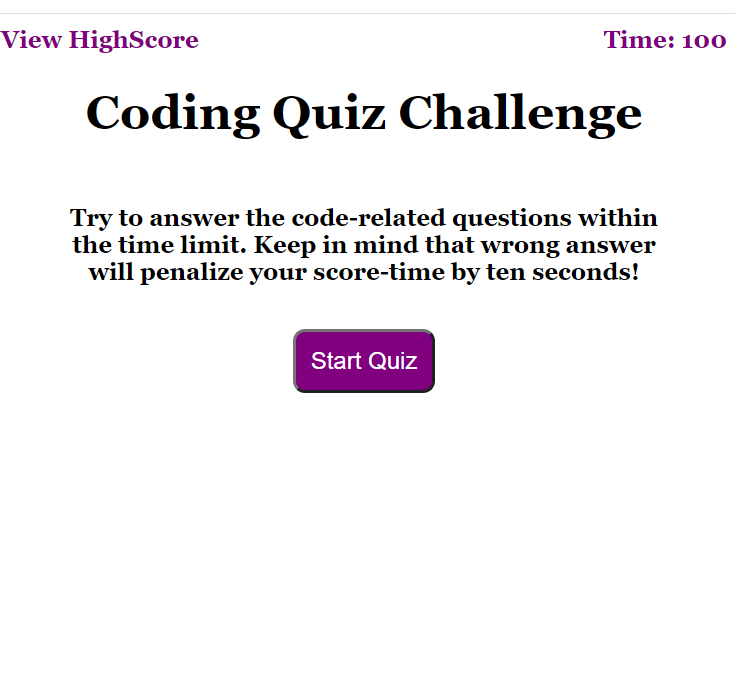 View HighScore
Time: 100
Coding Quiz Challenge
Try to answer the code-related questions within
the time limit. Keep in mind that wrong answer
will penalize your score-time by ten seconds!
Start Quiz